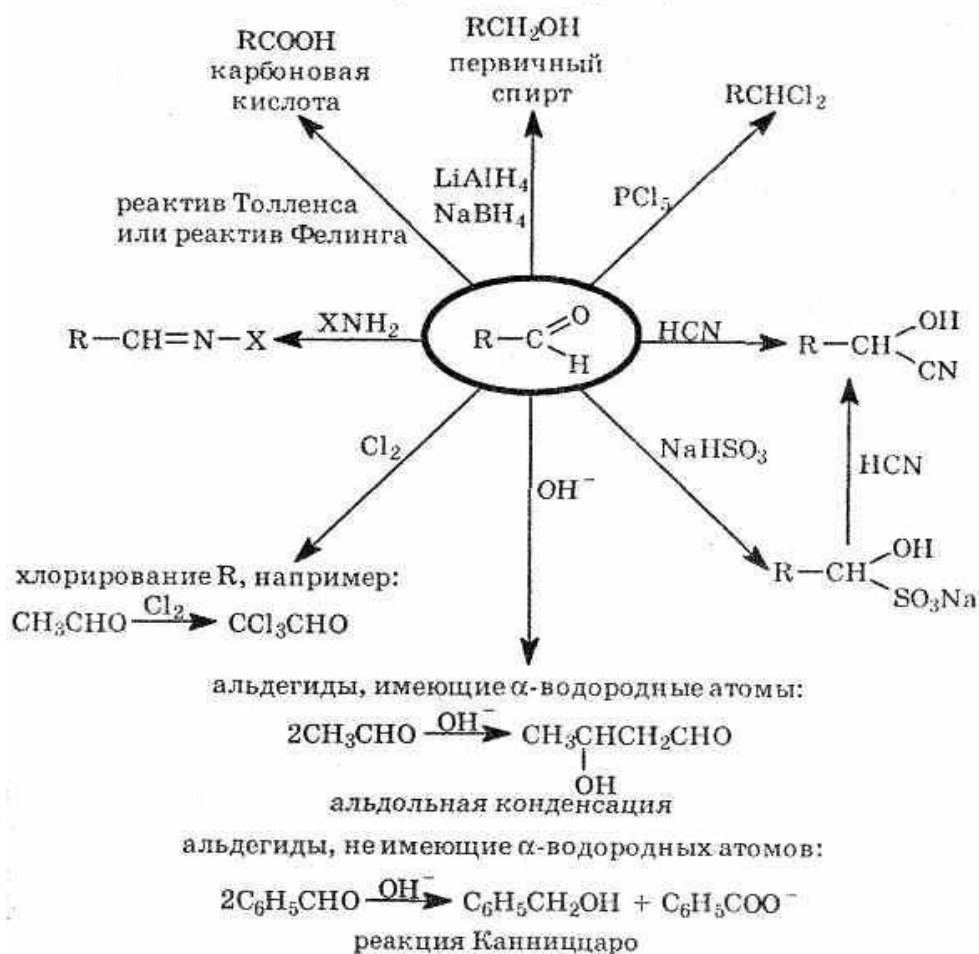 RCOOH
карбоновая
кислота
RCH₂OH
первичный
спирт
RCHCl₂
LiAlH₄
NaBH₄
PCl₅
реактив Толленса
или реактив Фелинга
R—CH=N—X
XNH₂
R—C
O
H
HCN
R—CH
OH
CN
Cl₂
OH⁻
NaHSO₃
HCN
R—CH
OH
SO₃Na
хлорирование R, например:
CH₃CHO Cl₂ CCl₃CHO
альдегиды, имеющие α-водородные атомы:
2CH₃CHO OH⁻ CH₃CHCH₂CHO
OH
альдольная конденсация
альдегиды, не имеющие α-водородных атомов:
2C₆H₅CHO OH⁻ C₆H₅CH₂OH + C₆H₅COO⁻
реакция Канниццаро